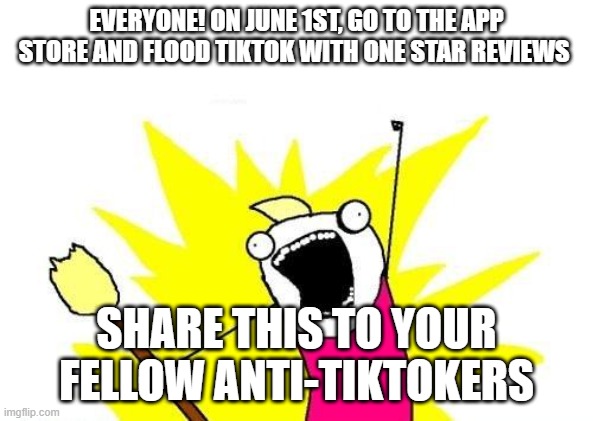 EVERYONE! ON JUNE 1ST, GO TO THE APP
STORE AND FLOOD TIKTOK WITH ONE STAR REVIEWS
SHARE THIS TO YOUR
FELLOW ANTI-TIKTOKERS
imgflip.com